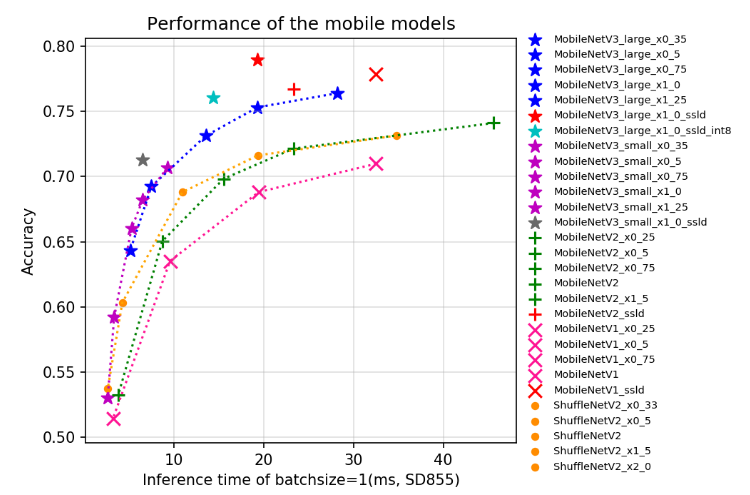 Performance of the mobile models
0.80
0.75
0.70
0.65
0.60
0.55
0.50
Accuracy
10
20
30
40
Inference time of batchsize=1(ms, SD855)
MobileNetV3_large_x0_35
MobileNetV3_large_x0_5
MobileNetV3_large_x0_75
MobileNetV3_large_x1_0
MobileNetV3_large_x1_25
MobileNetV3_large_x1_0_ssld
MobileNetV3_large_x1_0_ssld_int8
MobileNetV3_small_x0_35
MobileNetV3_small_x0_5
MobileNetV3_small_x0_75
MobileNetV3_small_x1_0
MobileNetV3_small_x1_25
MobileNetV3_small_x1_0_ssld
MobileNetV2_x0_25
MobileNetV2_x0_5
MobileNetV2_x0_75
MobileNetV2
MobileNetV2_x1_5
MobileNetV2_ssld
MobileNetV1_x0_25
MobileNetV1_x0_5
MobileNetV1_x0_75
MobileNetV1
MobileNetV1_ssld
ShuffleNetV2_x0_33
ShuffleNetV2_x0_5
ShuffleNetV2
ShuffleNetV2_x1_5
ShuffleNetV2_x2_0